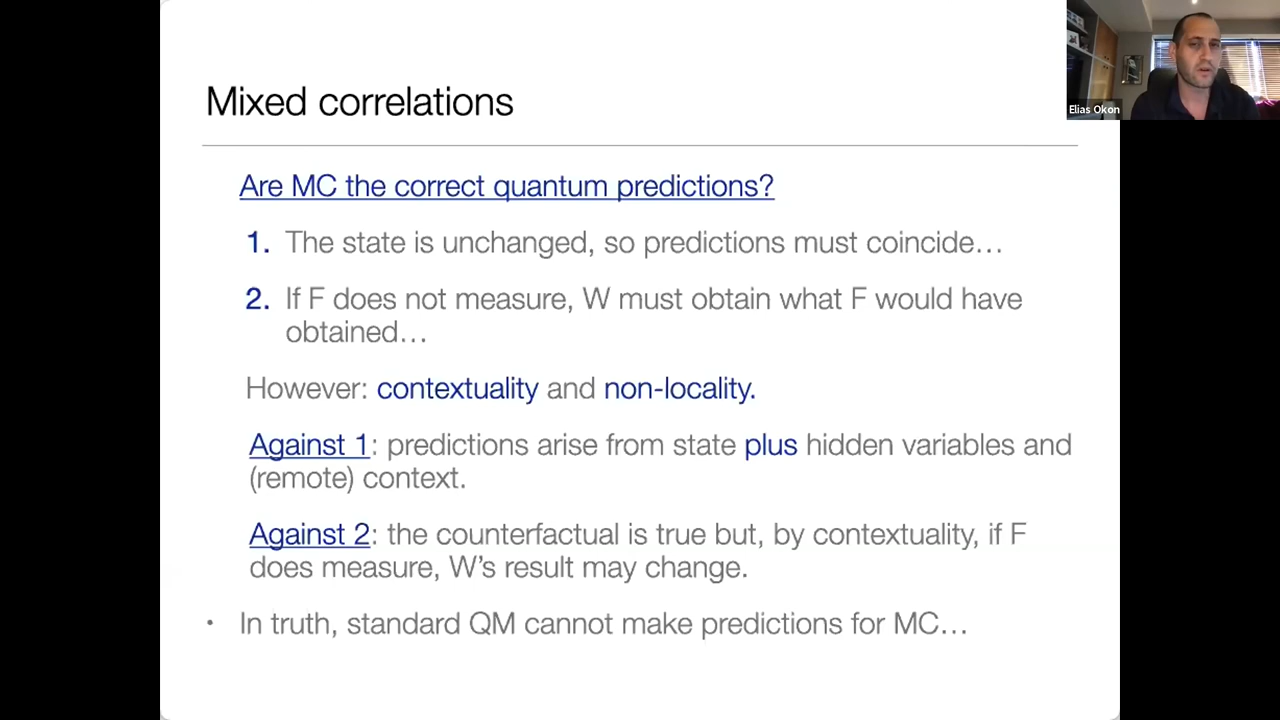 Elias Okon
Mixed correlations
Are MC the correct quantum predictions?
1. The state is unchanged, so predictions must coincide…
2. If F does not measure, W must obtain what F would have
obtained…
However: contextuality and non-locality.
Against 1: predictions arise from state plus hidden variables and
(remote) context.
Against 2: the counterfactual is true but, by contextuality, if F
does measure, W’s result may change.
• In truth, standard QM cannot make predictions for MC…